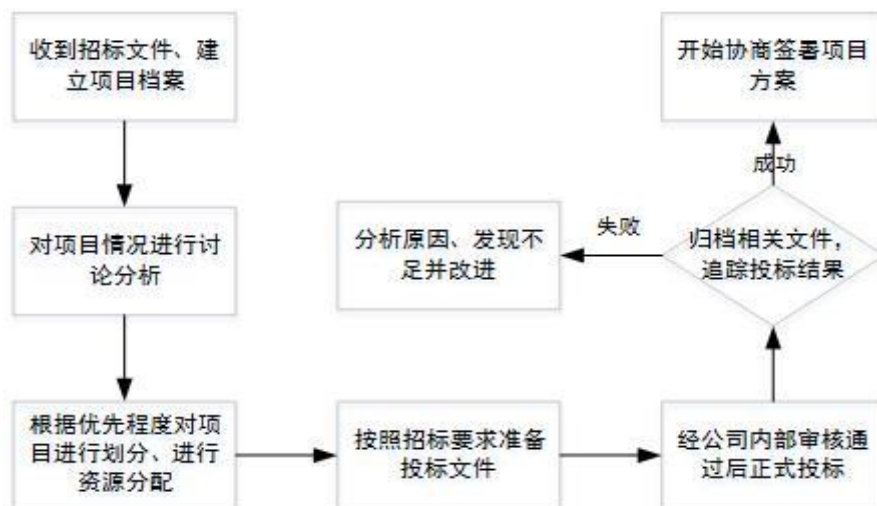 收到招标文件、建
立项目档案
对项目情况进行讨
论分析
根据优先程度对项
目进行划分、进行
资源分配
按照招标要求准备
投标文件
经公司内部审核通
过后正式投标
归档相关文件，
追踪投标结果
失败
分析原因、发现不
足并改进
成功
开始协商签署项目
方案